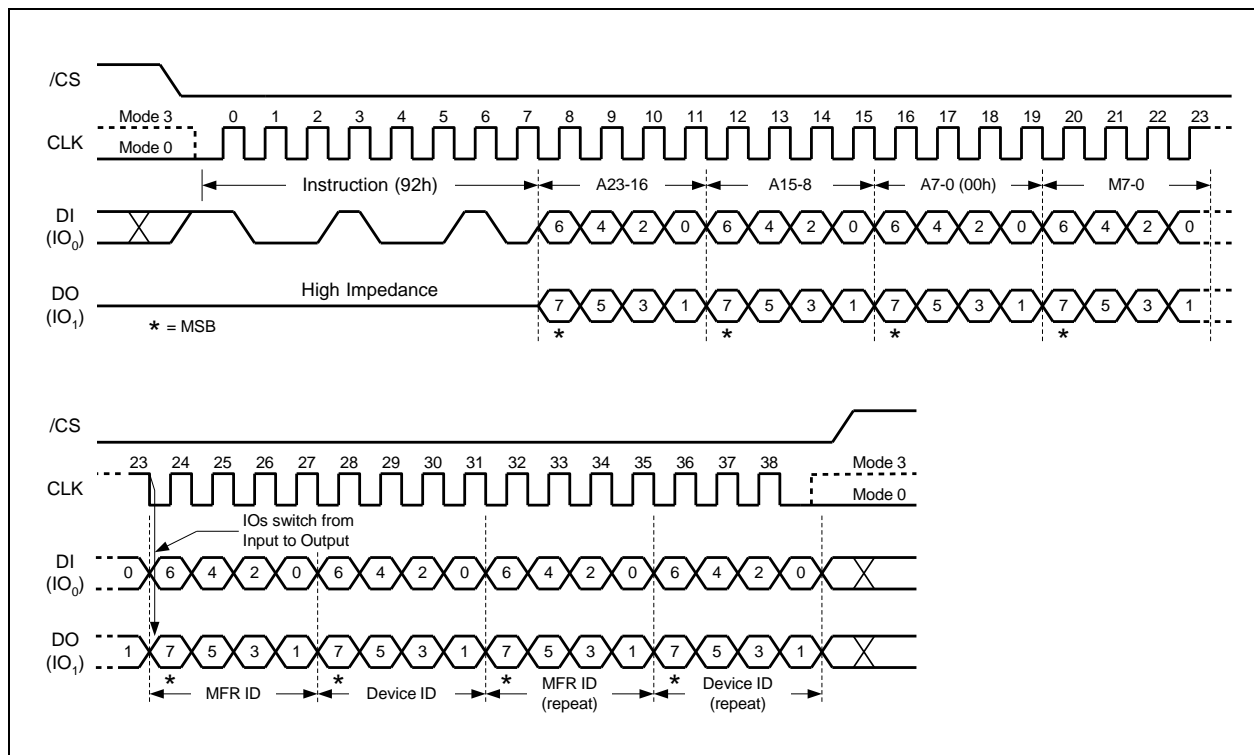 /CS
Mode 3 0 1 2 3 4 5 6 7 8 9 10 11 12 13 14 15 16 17 18 19 20 21 22 23
CLK
Mode 0
Instruction (92h) A23-16 A15-8 A7-0 (00h) M7-0
DI
(IO0) 6 4 2 0 6 4 2 0 6 4 2 0 6 4 2 0
DO High Impedance
(IO1) 7 5 3 1 7 5 3 1 7 5 3 1 7 5 3 1
* = MSB * * * *
/CS
23 24 25 26 27 28 29 30 31 32 33 34 35 36 37 38 Mode 3
CLK
Mode 0
IOs switch from
Input to Output
DI
(IO0) 0 6 4 2 0 6 4 2 0 6 4 2 0 6 4 2 0
DO
(IO1) 1 7 5 3 1 7 5 3 1 7 5 3 1 7 5 3 1
* * * *
MFR ID Device ID MFR ID Device ID
(repeat) (repeat)